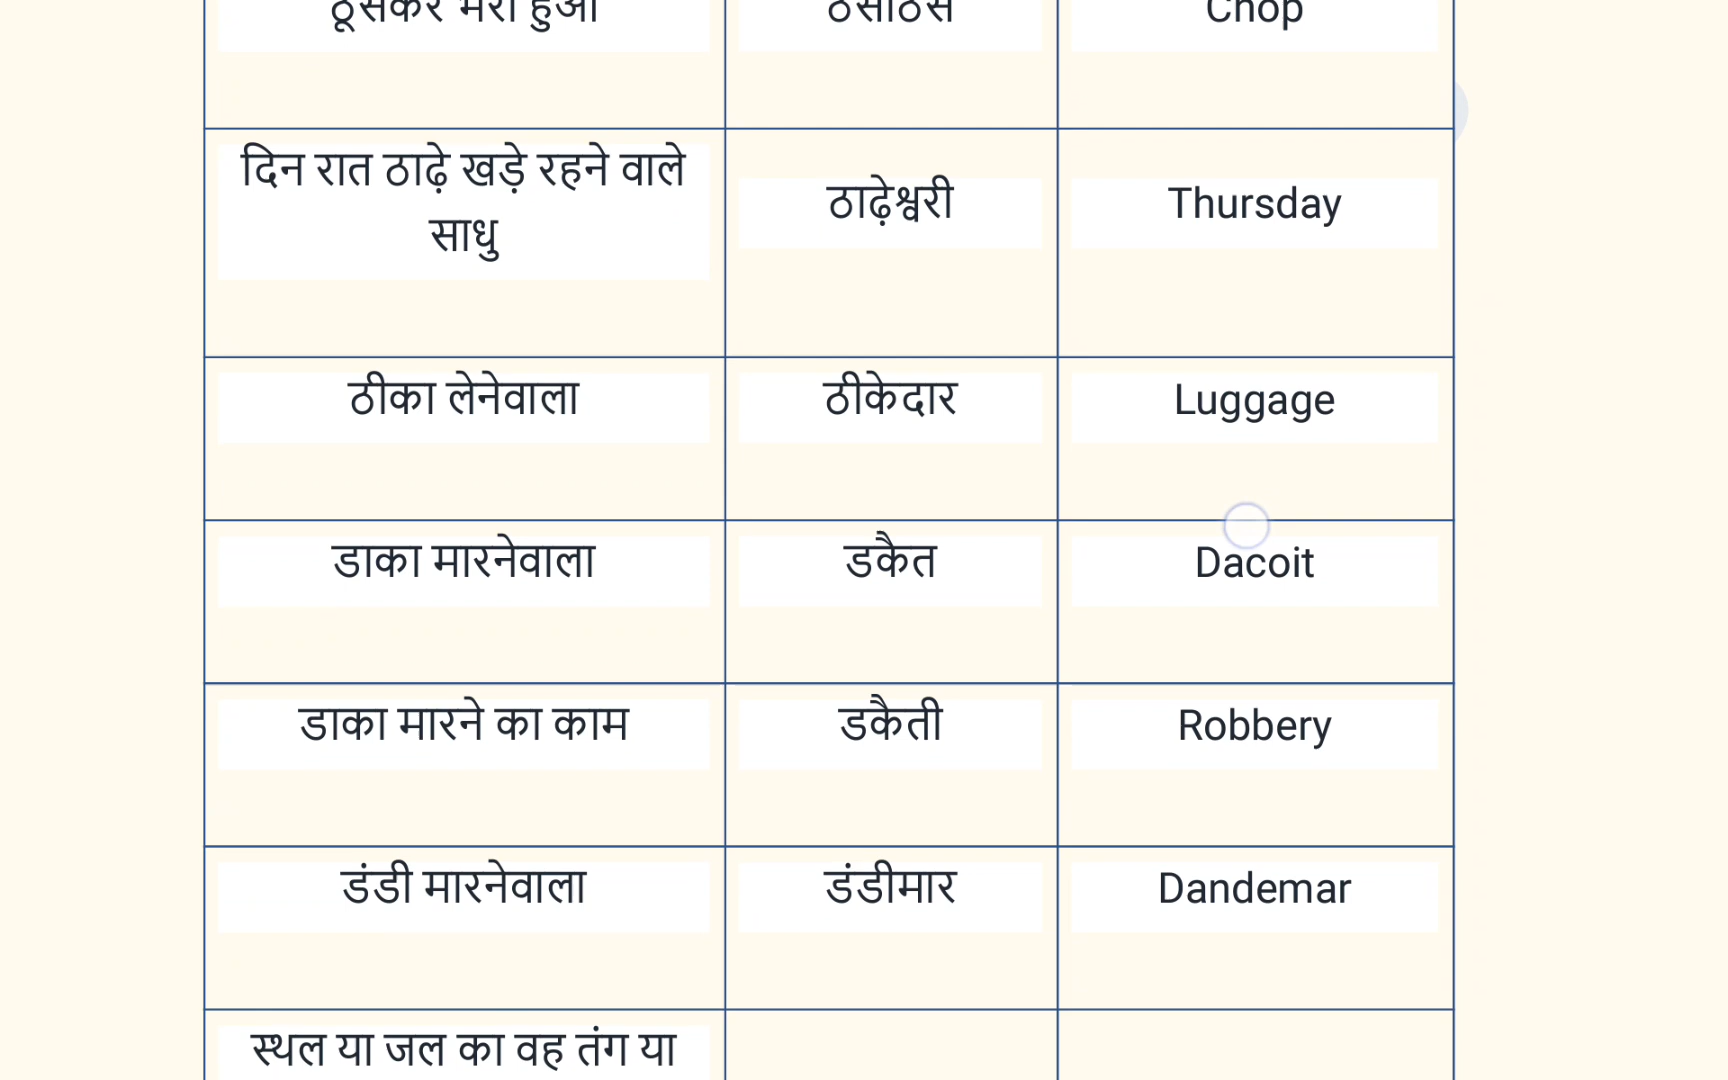 ठूसकर भरा हुआ
ठसाठस
Chop
दिन रात ठाढ़े खड़े रहने वाले
साधु
ठाढ़ेश्वरी
Thursday
ठीका लेनेवाला
ठीकेदार
Luggage
डाका मारनेवाला
डकैत
Dacoit
डाका मारने का काम
डकैती
Robbery
डंडी मारनेवाला
डंडीमार
Dandemar
स्थल या जल का वह तंग या